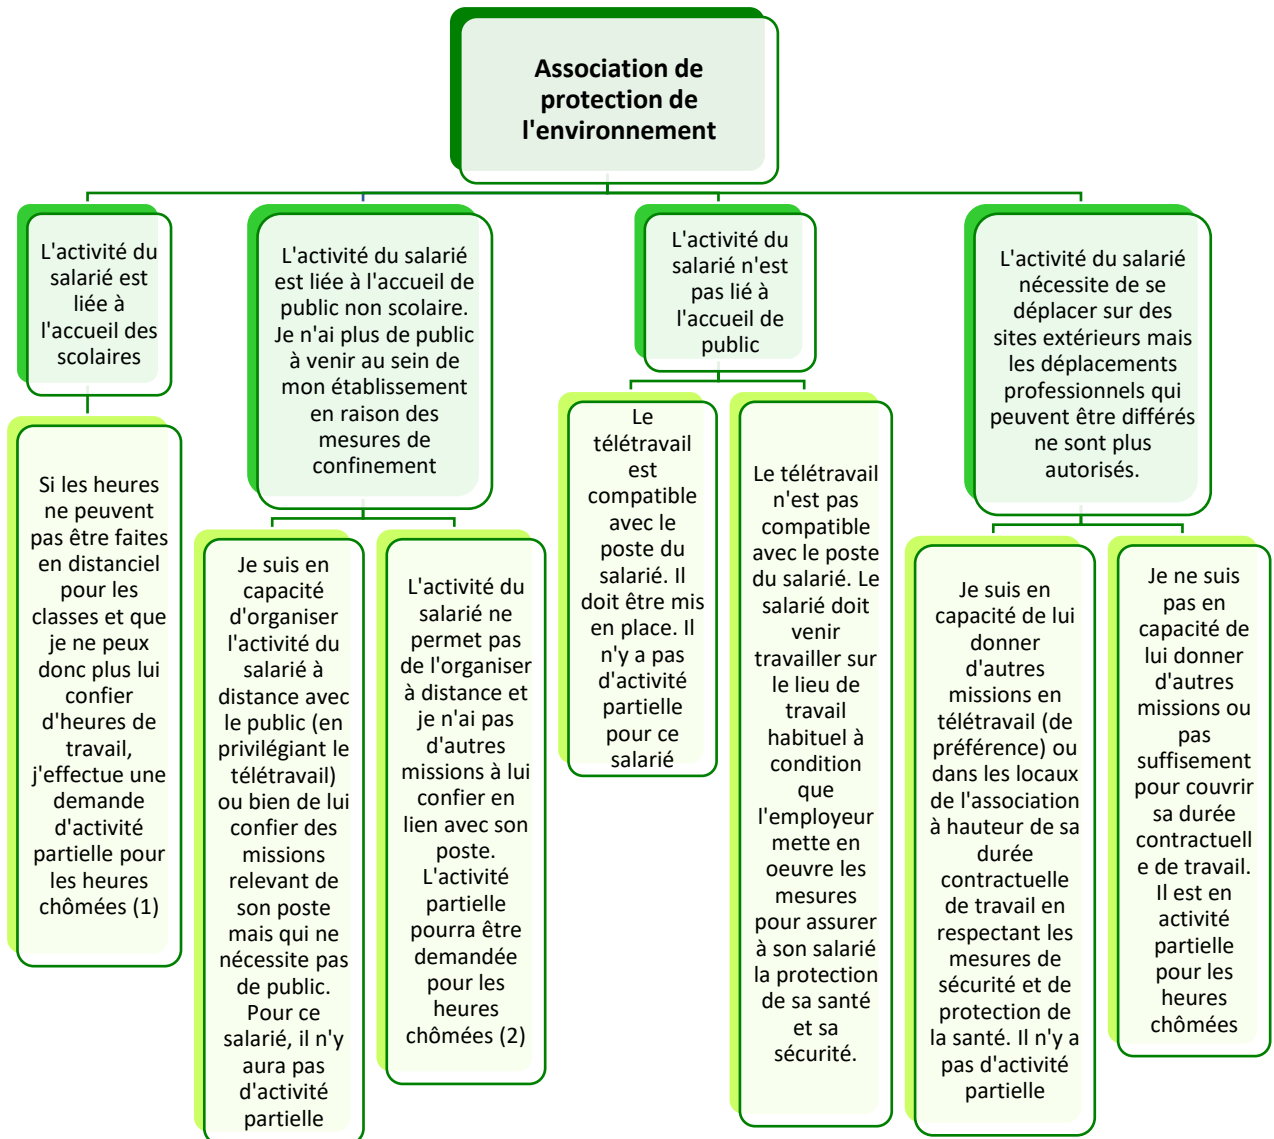 Association de
protection de
l'environnement
L'activité du
salarié est
liée à
l'accueil des
scolaires
Si les heures
ne peuvent
pas être faites
en distanciel
pour les
classes et que
je ne peux
donc plus lui
confier
d'heures de
travail,
j'effectue une
demande
d'activité
partielle pour
les heures
chômées (1)
L'activité du salarié
est liée à l'accueil de
public non scolaire.
Je n'ai plus de public
à venir au sein de
mon établissement
en raison des
mesures de
confinement
Je suis en
capacité
d'organiser
l'activité du
salarié à
distance avec
le public (en
privilégiant le
télétravail)
ou bien de lui
confier des
missions
relevant de
son poste
mais qui ne
nécessite pas
de public.
Pour ce
salarié, il n'y
aura pas
d'activité
partielle
L'activité du
salarié ne
permet pas
de l'organiser
à distance et
je n'ai pas
d'autres
missions à lui
confier en
lien avec son
poste.
L'activité
partielle
pourra être
demandée
pour les
heures
chômées (2)
L'activité du
salarié n'est
pas lié à
l'accueil de
public
Le
télétravail
est
compatible
avec le
poste du
salarié. Il
doit être mis
en place. Il
n'y a pas
d'activité
partielle
pour ce
salarié
Le télétravail
n'est pas
compatible
avec le poste
du salarié. Le
salarié doit
venir
travailler sur
le lieu de
travail
habituel à
condition
que
l'employeur
mette en
oeuvre les
mesures
pour assurer
à son salarié
la protection
de sa santé
et sa
sécurité.
L'activité du salarié
nécessite de se
déplacer sur des
sites extérieurs mais
les déplacements
professionnels qui
peuvent être différés
ne sont plus
autorisés.
Je suis en
capacité de lui
donner
d'autres
missions en
télétravail (de
préférence) ou
dans les locaux
de l'association
à hauteur de sa
durée
contractuelle
de travail en
respectant les
mesures de
sécurité et de
protection de
la santé. Il n'y a
pas d'activité
partielle
Je ne suis
pas en
capacité de
lui donner
d'autres
missions ou
pas
suffisement
pour couvrir
sa durée
contractuell
e de travail.
Il est en
activité
partielle
pour les
heures
chômées